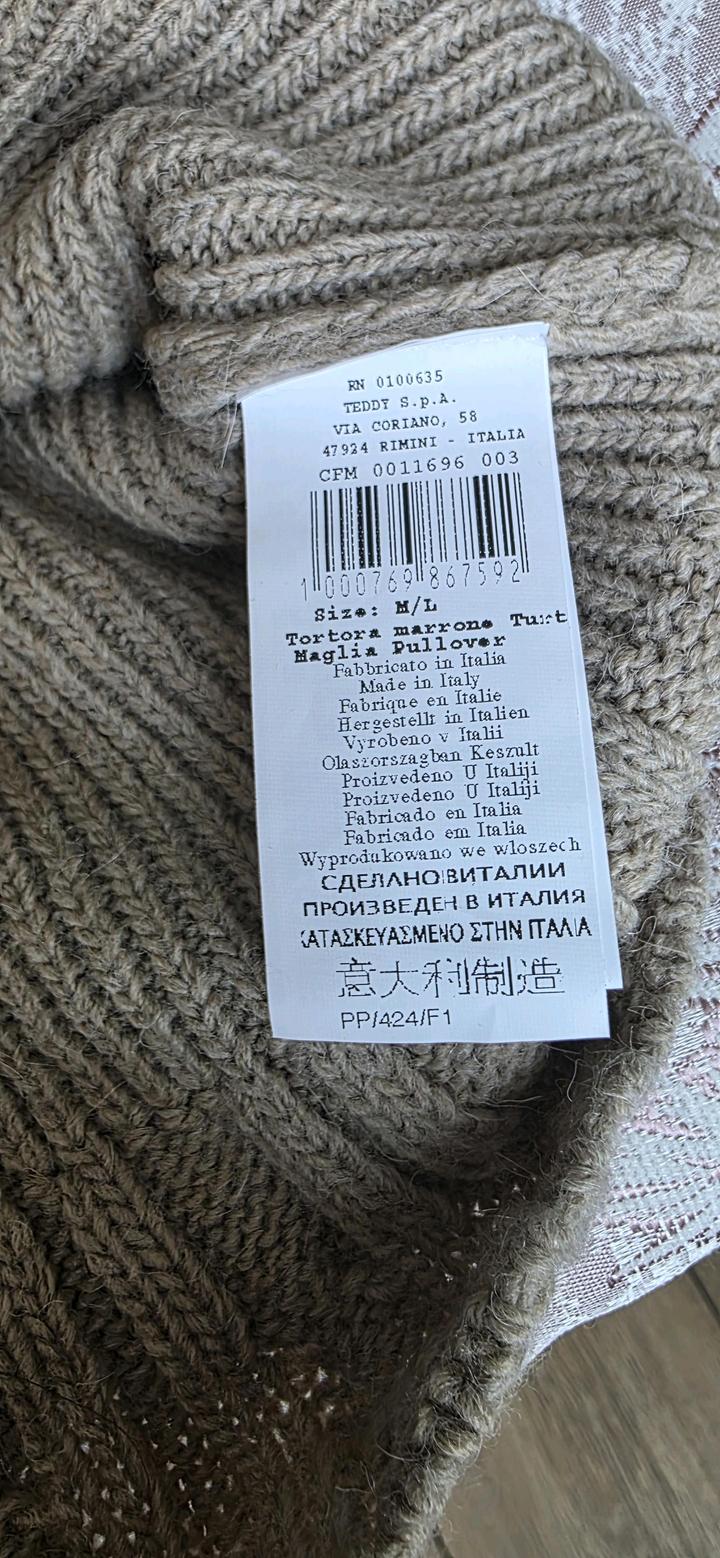 RN 0100635
TEDDY S.p.A.
VIA CORIANO, 58
47924 RIMINI - ITALIA
CFM 0011696 003
1 000769 867592
Size: M/L
Tortora marrone Turt
Maglia Pullover
Fabbricato in Italia
Made in Italy
Fabrique en Italie
Hergestellt in Italien
Vyrobeno v Italii
Olaszorszagban Keszult
Proizvedeno U Italiji
Proizvedeno U Italiji
Fabricado en Italia
Fabricado em Italia
Wyprodukowano we wloszech
СДЕЛАНО В ИТАЛИИ
ПРОИЗВЕДЕН В ИТАЛИЯ
ΚΑΤΑΣΚΕΥΑΣΜΕΝΟ ΣΤΗΝ ΙΤΑΛΙΑ
意大利制造
PP/424/F1